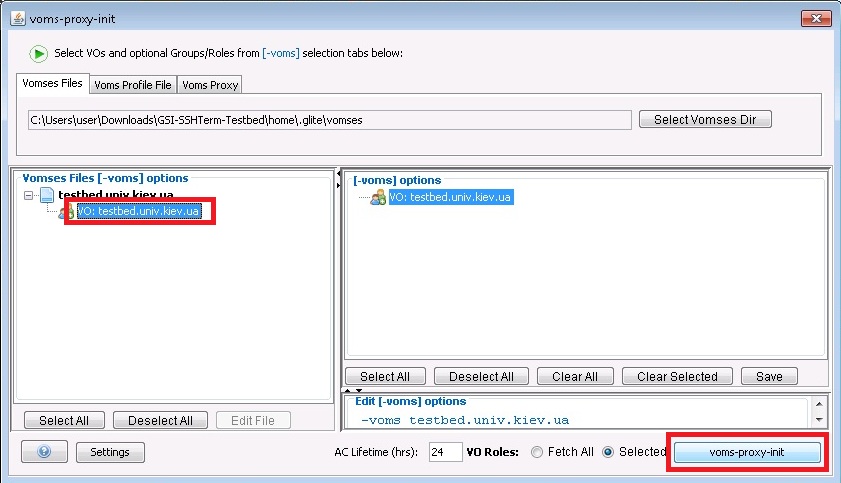 voms-proxy-init
Select VOs and optional Groups/Roles from [-voms] selection tabs below:
Vomses Files
Voms Profile File
Voms Proxy
C:\Users\user\Downloads\GSI-SSHTerm-Testbed\home\.glite\vomses
Select Vomses Dir
Vomses Files [-voms] options
testbed.univ.kiev.ua
VO: testbed.univ.kiev.ua
Select All
Deselect All
Edit File
[-voms] options
VO: testbed.univ.kiev.ua
Select All
Deselect All
Clear All
Clear Selected
Save
Edit [-voms] options
-voms testbed.univ.kiev.ua
?
Settings
AC Lifetime (hrs):
24
VO Roles:
Fetch All
Selected
voms-proxy-init